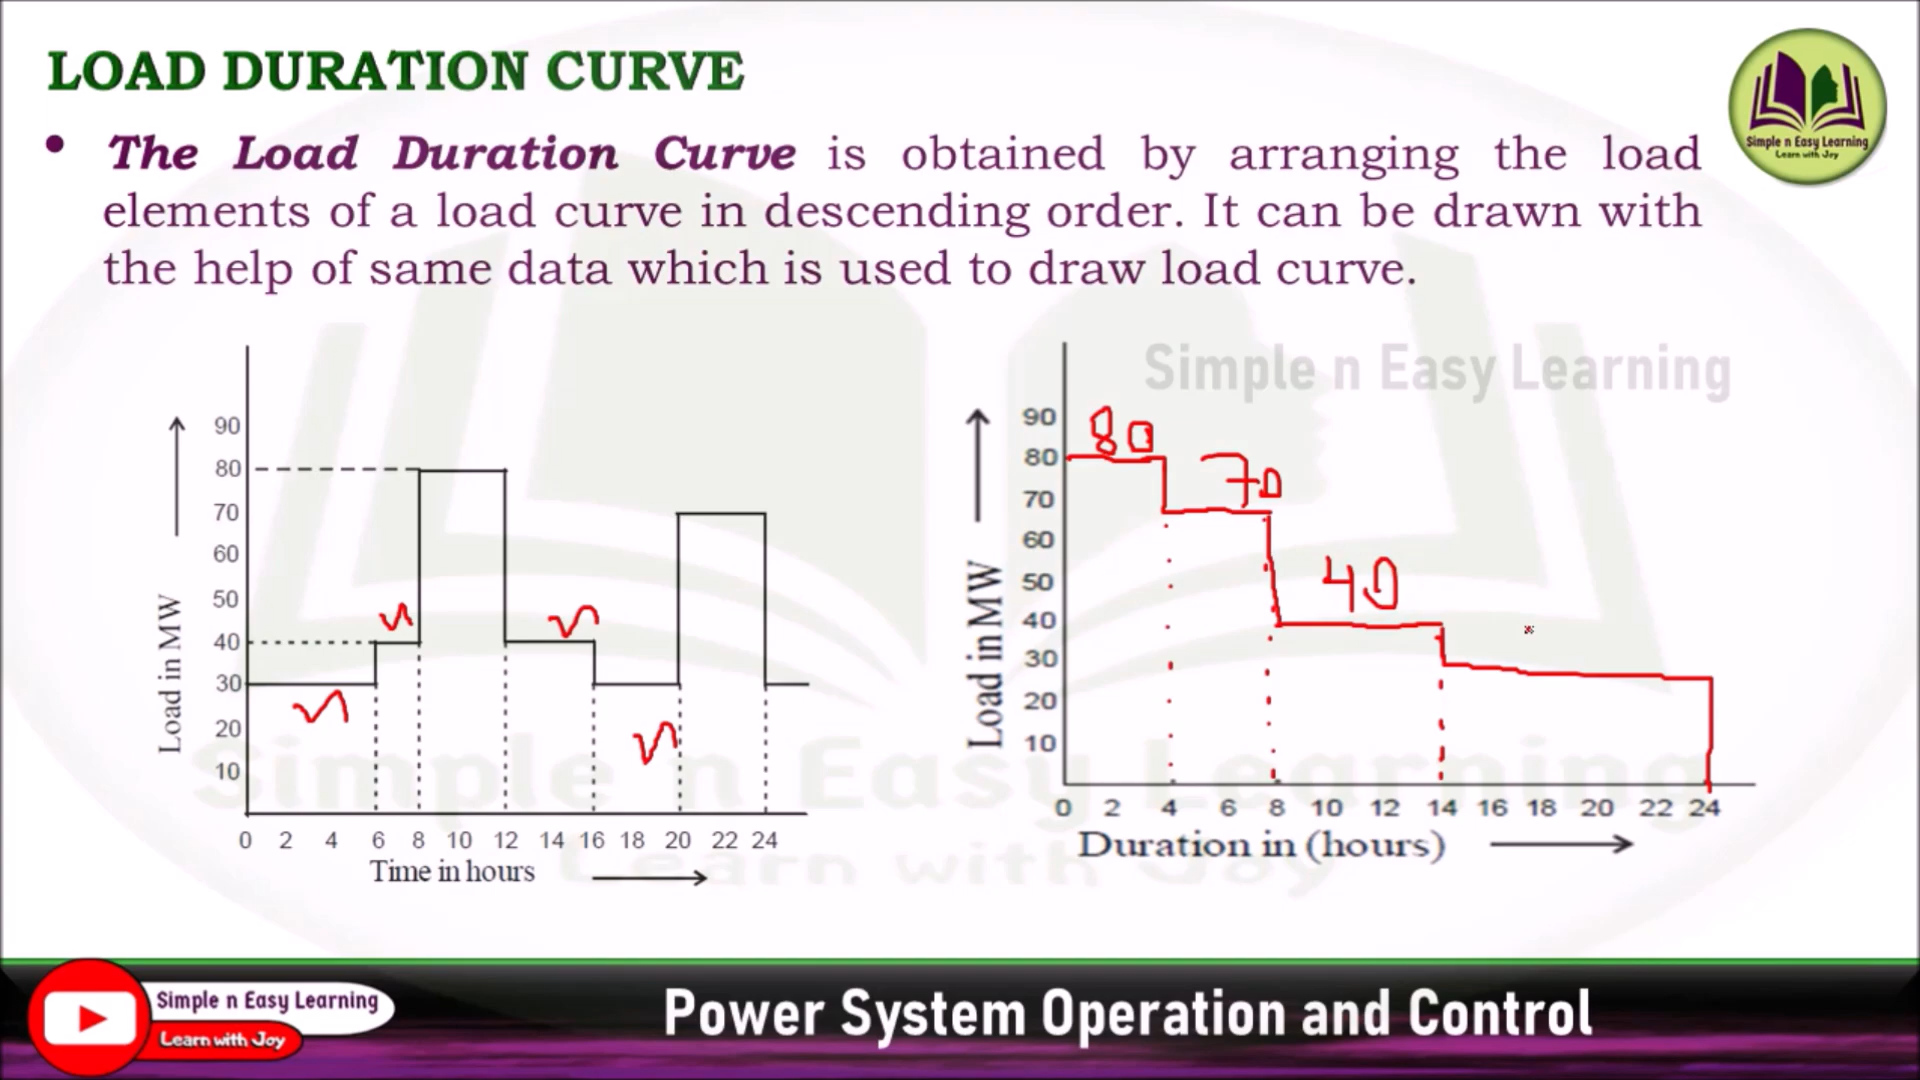 LOAD DURATION CURVE
Simple n Easy Learning
Learn with Joy
• The Load Duration Curve is obtained by arranging the load
elements of a load curve in descending order. It can be drawn with
the help of same data which is used to draw load curve.
Simple n Easy Learning
90
80
70
60
50
40
30
20
10
Load in MW
0 2 4 6 8 10 12 14 16 18 20 22 24
Time in hours
90
80
70
60
50
40
30
20
10
Load in MW
80
70
40
0 2 4 6 8 10 12 14 16 18 20 22 24
Duration in (hours)
Simple n Easy Learning
Learn with Joy
Simple n Easy Learning
Learn with Joy
Power System Operation and Control